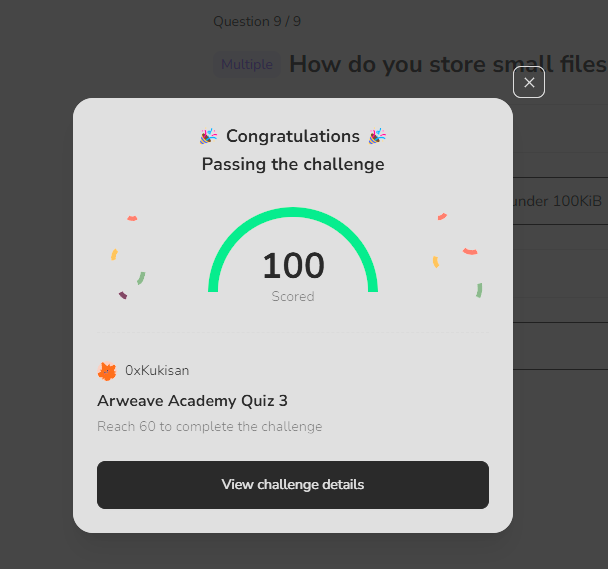 Question 9 / 9
Multiple How do you store small files
Congratulations
Passing the challenge
under 100KiB
100
Scored
0xKukisan
Arweave Academy Quiz 3
Reach 60 to complete the challenge
View challenge details